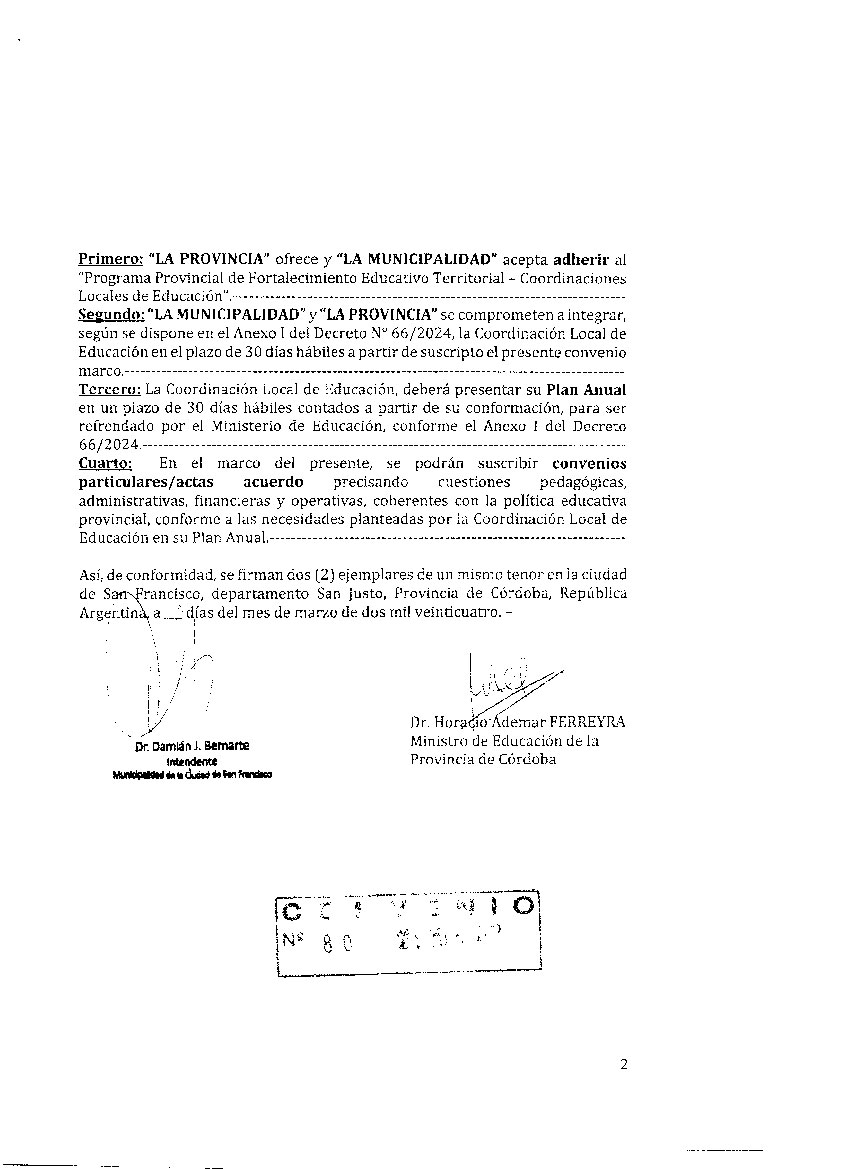 Primero: "LA PROVINCIA" ofrece y "LA MUNICIPALIDAD" acepta adherir al
"Programa Provincial de Fortalecimiento Educativo Territorial – Coordinaciones
Locales de Educación".-----------------------------------------------------------------------
Segundo: "LA MUNICIPALIDAD" y "LA PROVINCIA" se comprometen a integrar,
según se dispone en el Anexo I del Decreto N° 66/2024, la Coordinación Local de
Educación en el plazo de 30 días hábiles a partir de suscripto el presente convenio
marco.-------------------------------------------------------------------------------------------
Tercero: La Coordinación Local de Educación, deberá presentar su Plan Anual
en un plazo de 30 días hábiles contados a partir de su conformación, para ser
refrendado por el Ministerio de Educación, conforme el Anexo I del Decreto
66/2024.----------------------------------------------------------------------------------------
Cuarto: En el marco del presente, se podrán suscribir convenios
particulares/actas acuerdo precisando cuestiones pedagógicas,
administrativas, financieras y operativas, coherentes con la política educativa
provincial, conforme a las necesidades planteadas por la Coordinación Local de
Educación en su Plan Anual.-----------------------------------------------------------------
Así, de conformidad, se firman dos (2) ejemplares de un mismo tenor en la ciudad
de San Francisco, departamento San Justo, Provincia de Córdoba, República
Argentina, a __ días del mes de marzo de dos mil veinticuatro. –
Dr. Damián J. Bernarte
Intendente
Municipalidad de la Ciudad de San Francisco
Dr. Horacio Ademar FERREYRA
Ministro de Educación de la
Provincia de Córdoba
CONVENIO
N° 80
2